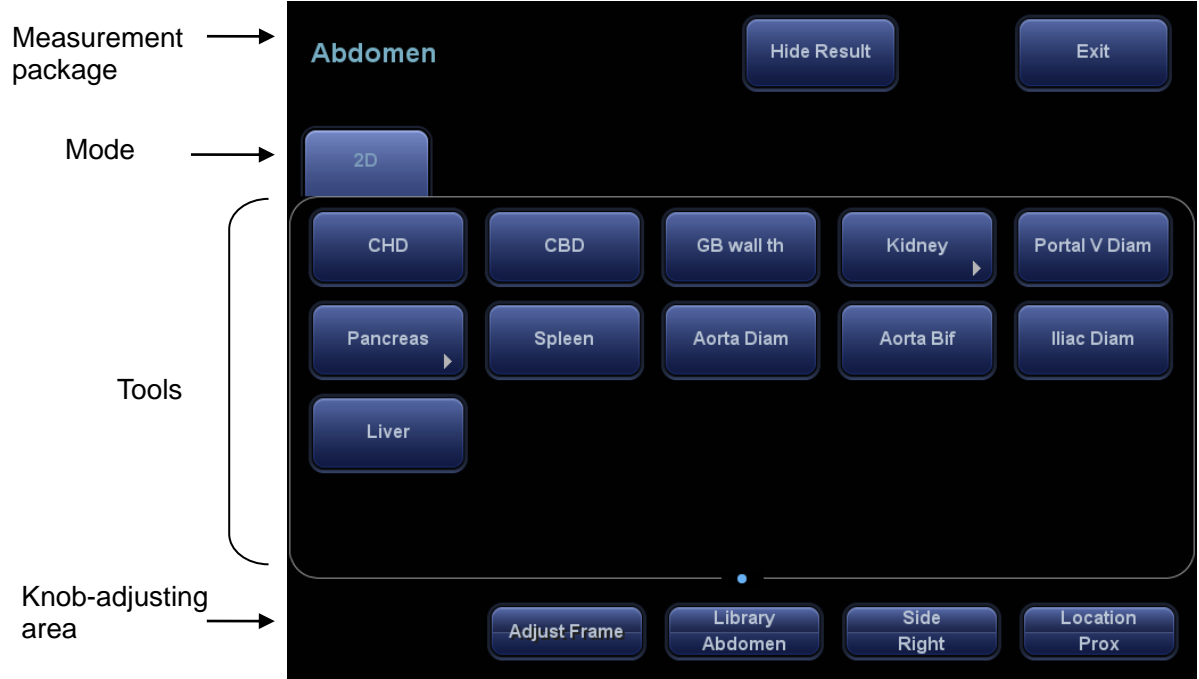 Measurement
package
Abdomen
Hide Result
Exit
Mode
2D
CHD
CBD
GB wall th
Kidney
Portal V Diam
Tools
Pancreas
Spleen
Aorta Diam
Aorta Bif
Iliac Diam
Liver
Knob-adjusting
area
Adjust Frame
Library
Abdomen
Side
Right
Location
Prox